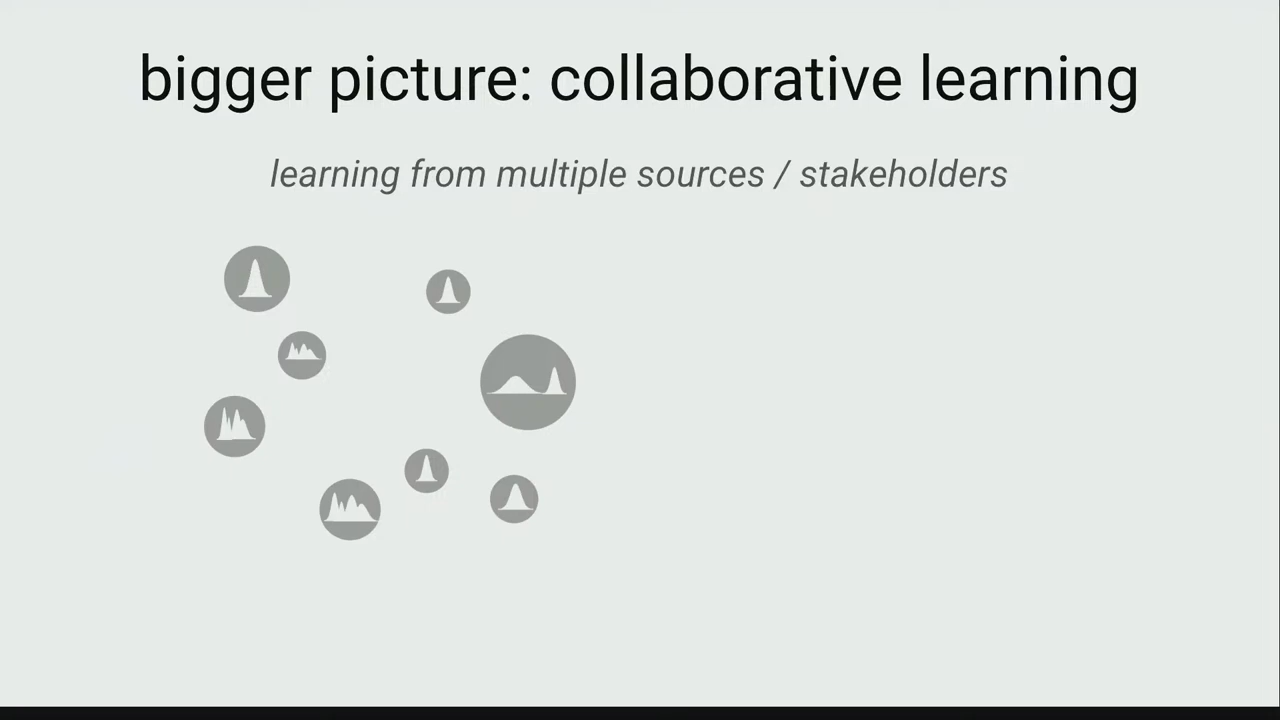 bigger picture: collaborative learning
learning from multiple sources / stakeholders